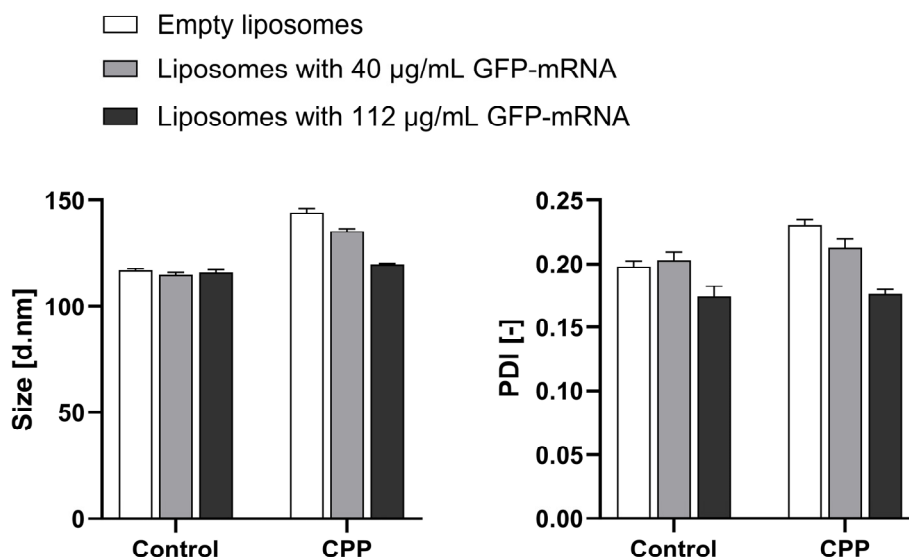 Empty liposomes
Liposomes with 40 µg/mL GFP-mRNA
Liposomes with 112 µg/mL GFP-mRNA
Size [d.nm]
150
100
50
0
Control CPP
PDI [-]
0.25
0.20
0.15
0.10
0.05
0.00
Control CPP